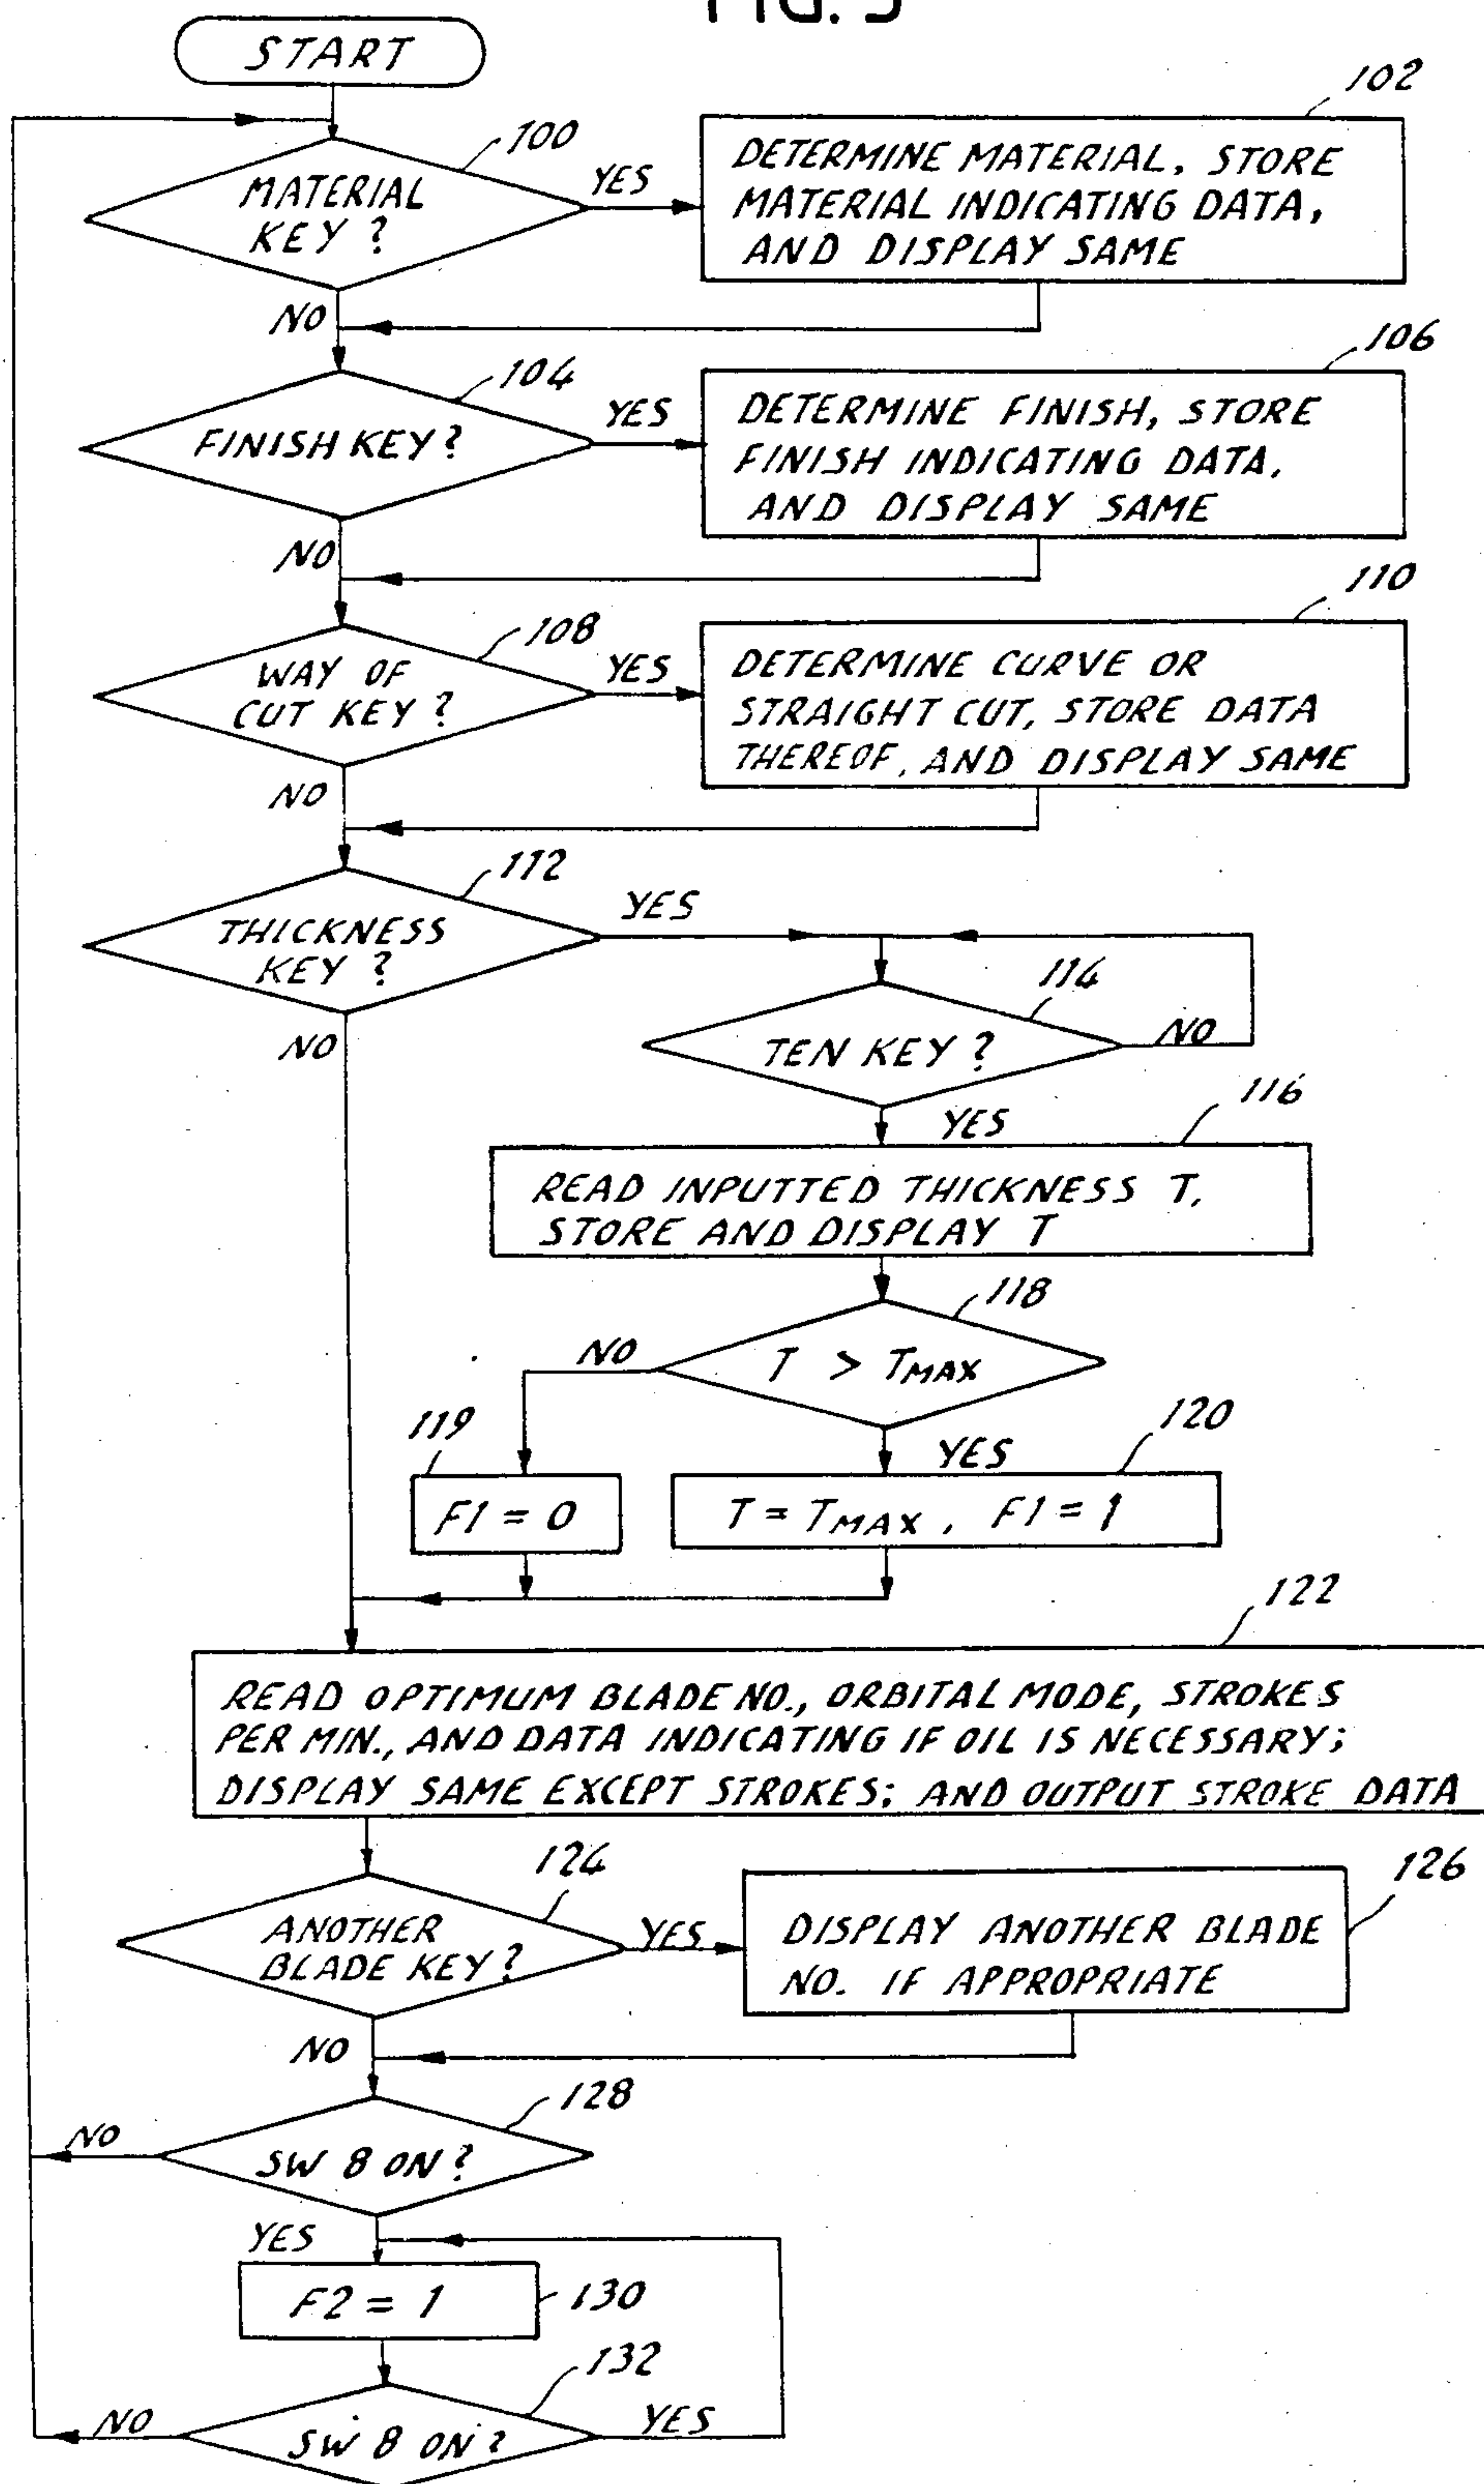 FIG. 5
START
100
MATERIAL
KEY ?
YES
102
DETERMINE MATERIAL, STORE
MATERIAL INDICATING DATA,
AND DISPLAY SAME
NO
104
FINISH KEY?
YES
106
DETERMINE FINISH, STORE
FINISH INDICATING DATA,
AND DISPLAY SAME
NO
108
WAY OF
CUT KEY ?
YES
110
DETERMINE CURVE OR
STRAIGHT CUT, STORE DATA
THEREOF, AND DISPLAY SAME
NO
112
THICKNESS
KEY ?
YES
NO
114
TEN KEY ?
NO
YES
116
READ INPUTTED THICKNESS T,
STORE AND DISPLAY T
118
T > TMAX
NO
YES
119
F1 = 0
120
T = TMAX, F1 = 1
122
READ OPTIMUM BLADE NO., ORBITAL MODE, STROKES
PER MIN., AND DATA INDICATING IF OIL IS NECESSARY;
DISPLAY SAME EXCEPT STROKES; AND OUTPUT STROKE DATA
124
ANOTHER
BLADE KEY?
YES
126
DISPLAY ANOTHER BLADE
NO. IF APPROPRIATE
NO
128
SW 8 ON ?
NO
YES
F2 = 1
130
132
SW 8 ON ?
NO
YES